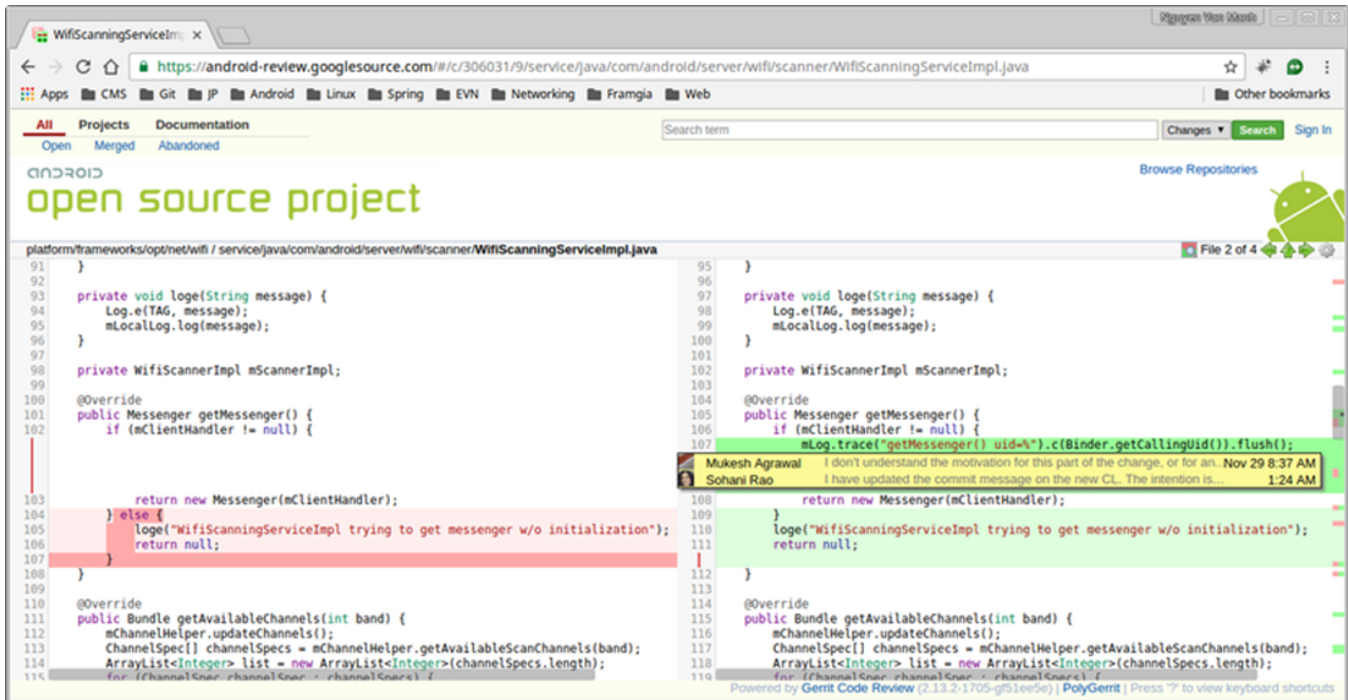 Nguyen Van Manh
WifiScanningServiceIm
https://android-review.googlesource.com/#/c/306031/9/service/java/com/android/server/wifi/scanner/WifiScanningServiceImpl.java
Apps CMS Git JP Android Linux Spring EVN Networking Framgia Web Other bookmarks
All Projects Documentation
Search term Changes ▼ Search Sign In
Open Merged Abandoned
Browse Repositories
android
open source project
platform/frameworks/opt/net/wifi / service/java/com/android/server/wifi/scanner/WifiScanningServiceImpl.java File 2 of 4
91 }
92
93 private void loge(String message) {
94 Log.e(TAG, message);
95 mLocalLog.log(message);
96 }
97
98 private WifiScannerImpl mScannerImpl;
99
100 @Override
101 public Messenger getMessenger() {
102 if (mClientHandler != null) {
103 return new Messenger(mClientHandler);
104 } else {
105 loge("WifiScanningServiceImpl trying to get messenger w/o initialization");
106 return null;
107 }
108 }
109
110 @Override
111 public Bundle getAvailableChannels(int band) {
112 mChannelHelper.updateChannels();
113 ChannelSpec[] channelSpecs = mChannelHelper.getAvailableScanChannels(band);
114 ArrayList<Integer> list = new ArrayList<Integer>(channelSpecs.length);
115 for (ChannelSpec channelSpec : channelSpecs) {
95 }
96
97 private void loge(String message) {
98 Log.e(TAG, message);
99 mLocalLog.log(message);
100 }
101
102 private WifiScannerImpl mScannerImpl;
103
104 @Override
105 public Messenger getMessenger() {
106 if (mClientHandler != null) {
107 mLog.trace("getMessenger() uid=%").c(Binder.getCallingUid()).flush();
Mukesh Agrawal I don't understand the motivation for this part of the change, or for an... Nov 29 8:37 AM
Sohani Rao I have updated the commit message on the new CL. The intention is... 1:24 AM
108 return new Messenger(mClientHandler);
109 }
110 loge("WifiScanningServiceImpl trying to get messenger w/o initialization");
111 return null;
112 }
113
114 @Override
115 public Bundle getAvailableChannels(int band) {
116 mChannelHelper.updateChannels();
117 ChannelSpec[] channelSpecs = mChannelHelper.getAvailableScanChannels(band);
118 ArrayList<Integer> list = new ArrayList<Integer>(channelSpecs.length);
119 for (ChannelSpec channelSpec : channelSpecs) {
Powered by Gerrit Code Review (2.13.2-1705-gf51ee5e) | PolyGerrit | Press '?' to view keyboard shortcuts